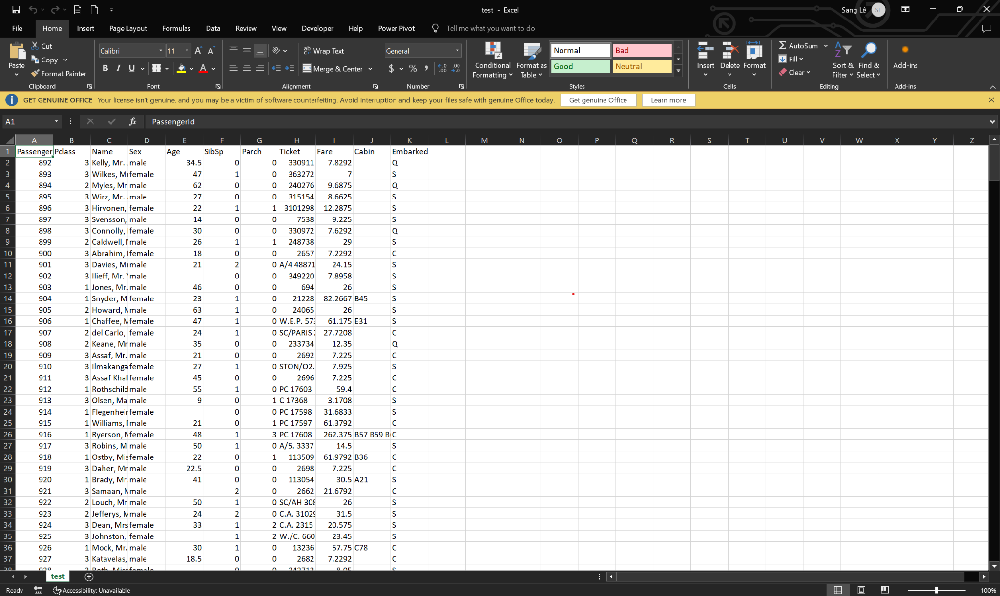 test - Excel
Sang Lê SL
File Home Insert Page Layout Formulas Data Review View Developer Help Power Pivot Tell me what you want to do
Paste
Cut
Copy
Format Painter
Clipboard
Calibri 11
B I U
Font
Wrap Text
Merge & Center
Alignment
General
$ % ,
Number
Conditional Formatting
Format as Table
Normal Bad
Good Neutral
Styles
Insert Delete Format
Cells
AutoSum
Fill
Clear
Sort & Filter
Find & Select
Editing
Add-ins
Add-ins
GET GENUINE OFFICE Your license isn't genuine, and you may be a victim of software counterfeiting. Avoid interruption and keep your files safe with genuine Office today. Get genuine Office Learn more
A1 fx PassengerId
A B C D E F G H I J K L M N O P Q R S T U V W X Y Z
1 Passenger Pclass Name Sex Age SibSp Parch Ticket Fare Cabin Embarked
2 892 3 Kelly, Mr. male 34.5 0 0 330911 7.8292 Q
3 893 3 Wilkes, female 47 1 0 363272 7 S
4 894 2 Myles, Mr male 62 0 0 240276 9.6875 Q
5 895 3 Wirz, Mr. male 27 0 0 315154 8.6625 S
6 896 3 Hirvonen, female 22 1 1 3101298 12.2875 S
7 897 3 Svensson, male 14 0 0 7538 9.225 S
8 898 3 Connolly, female 30 0 0 330972 7.6292 Q
9 899 2 Caldwell, male 26 1 1 248738 29 S
10 900 3 Abrahim, female 18 0 0 2657 7.2292 C
11 901 3 Davies, male 21 2 0 A/4 48871 24.15 S
12 902 3 Ilieff, Mr. male 0 0 349220 7.8958 S
13 903 1 Jones, Mr. male 46 0 0 694 26 S
14 904 1 Snyder, M female 23 1 0 21228 82.2667 B45 S
15 905 2 Howard, male 63 1 0 24065 26 S
16 906 1 Chaffee, female 47 1 0 W.E.P. 573 61.175 E31 S
17 907 2 del Carlo, female 24 1 0 SC/PARIS 27.7208 C
18 908 2 Keane, Mr male 35 0 0 233734 12.35 Q
19 909 3 Assaf, Mr. male 21 0 0 2692 7.225 C
20 910 3 Ilmakanga female 27 1 0 STON/O2. 7.925 S
21 911 3 Assaf Khal female 45 0 0 2696 7.225 C
22 912 1 Rothschild male 55 1 0 PC 17603 59.4 C
23 913 3 Olsen, Ma male 9 0 1 C 17368 3.1708 S
24 914 1 Flegenhei female 0 0 PC 17598 31.6833 S
25 915 1 Williams, male 21 0 1 PC 17597 61.3792 C
26 916 1 Ryerson, female 48 1 3 PC 17608 262.375 B57 B59 B C
27 917 3 Robins, M male 50 1 0 A/5. 3337 14.5 S
28 918 1 Ostby, Mis female 22 0 1 113509 61.9792 B36 C
29 919 3 Daher, Mr male 22.5 0 0 2698 7.225 C
30 920 1 Brady, Mr. male 41 0 0 113054 30.5 A21 S
31 921 3 Samaan, male 2 0 2662 21.6792 C
32 922 2 Louch, Mr male 50 1 0 SC/AH 308 26 S
33 923 2 Jefferys, male 24 2 0 C.A. 31029 31.5 S
34 924 3 Dean, Mrs female 33 1 2 C.A. 2315 20.575 S
35 925 3 Johnston, female 1 2 W./C. 660 23.45 S
36 926 1 Mock, Mr. male 30 1 0 13236 57.75 C78 C
37 927 3 Katavelas, male 18.5 0 0 2682 7.2292 C
test
Ready Accessibility: Unavailable 100%